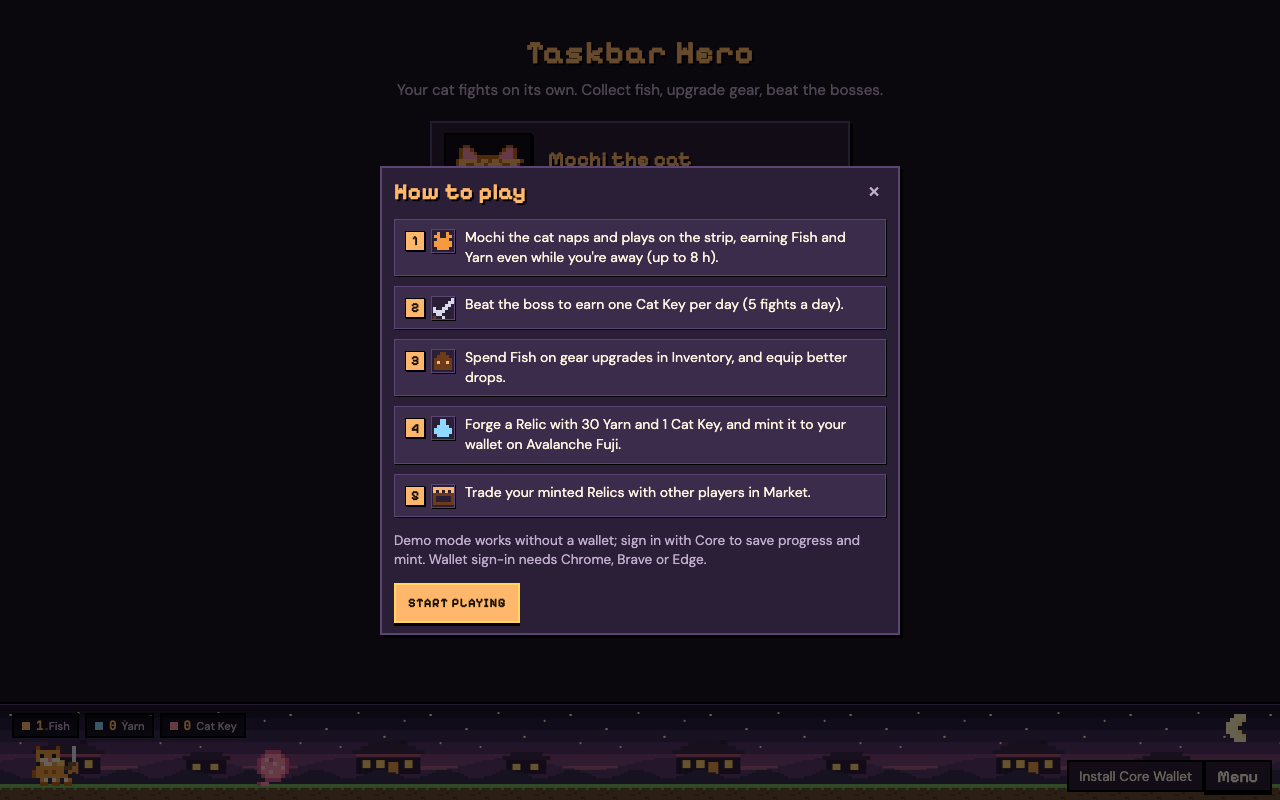 Taskbar Hero
Your cat fights on its own. Collect fish, upgrade gear, beat the bosses.
Mochi the cat
How to play
×
1 Mochi the cat naps and plays on the strip, earning Fish and
Yarn even while you're away (up to 8 h).
2 Beat the boss to earn one Cat Key per day (5 fights a day).
3 Spend Fish on gear upgrades in Inventory, and equip better
drops.
4 Forge a Relic with 30 Yarn and 1 Cat Key, and mint it to your
wallet on Avalanche Fuji.
5 Trade your minted Relics with other players in Market.
Demo mode works without a wallet; sign in with Core to save progress and
mint. Wallet sign-in needs Chrome, Brave or Edge.
START PLAYING
1 Fish 0 Yarn 0 Cat Key
Install Core Wallet Menu